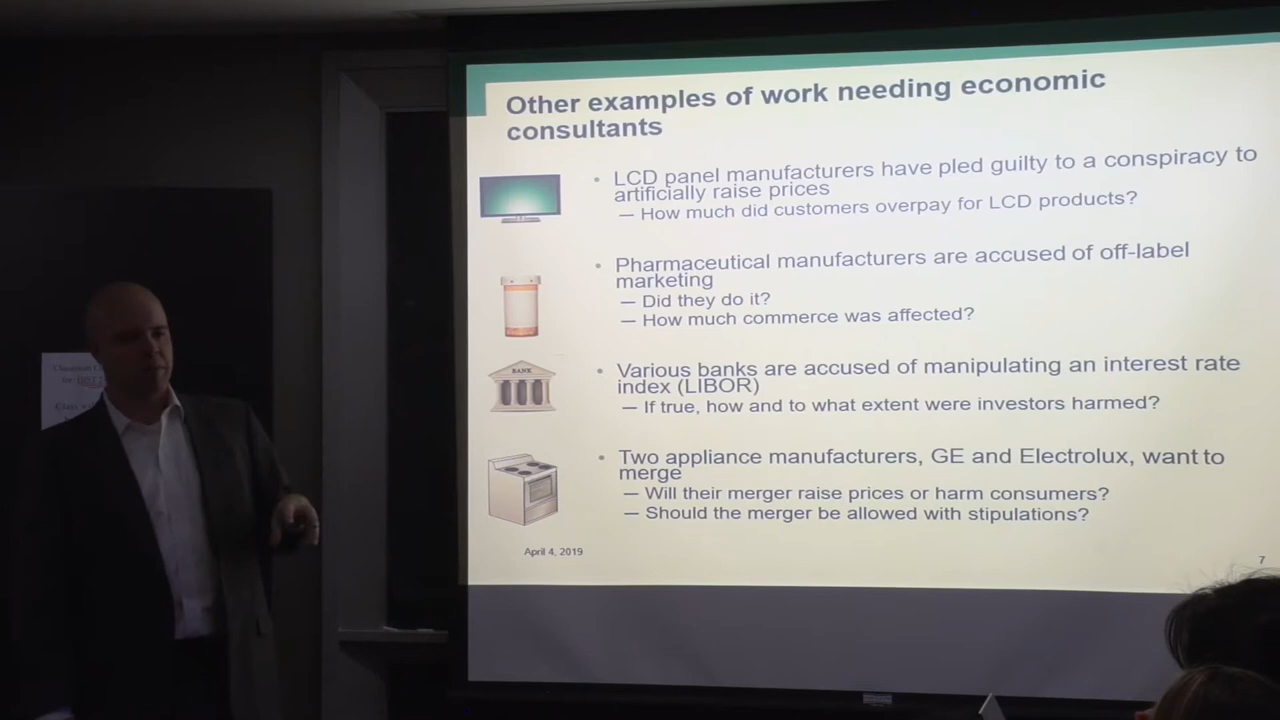 Other examples of work needing economic
consultants
• LCD panel manufacturers have pled guilty to a conspiracy to
artificially raise prices
— How much did customers overpay for LCD products?
• Pharmaceutical manufacturers are accused of off-label
marketing
— Did they do it?
— How much commerce was affected?
BANK
• Various banks are accused of manipulating an interest rate
index (LIBOR)
— If true, how and to what extent were investors harmed?
• Two appliance manufacturers, GE and Electrolux, want to
merge
— Will their merger raise prices or harm consumers?
— Should the merger be allowed with stipulations?
April 4, 2019
7
Classroom
for
Class